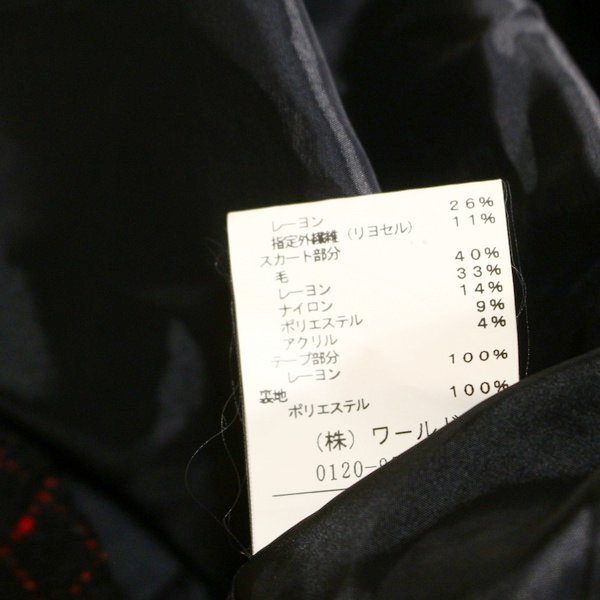 レーヨン 26%
指定外繊維(リヨセル) 11%
スカート部分
毛 40%
レーヨン 33%
ナイロン 14%
ポリエステル 9%
アクリル 4%
テープ部分
レーヨン 100%
裏地
ポリエステル 100%
(株)ワールド
0120-